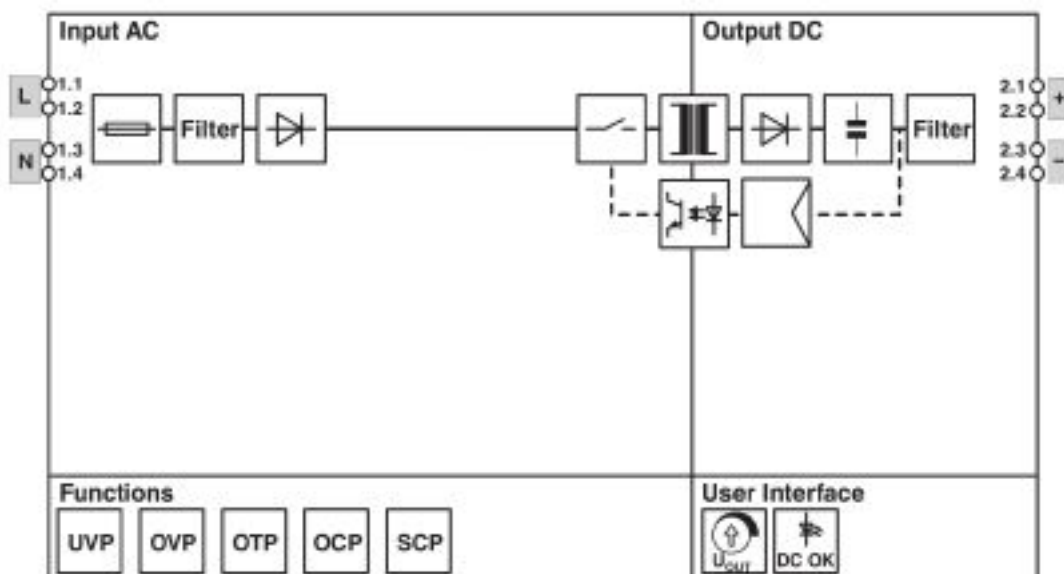 Input AC
Output DC
L
1.1
1.2
2.1
2.2
+
Filter
Filter
N
1.3
1.4
2.3
2.4
–
Functions
User Interface
UVP
OVP
OTP
OCP
SCP
UOUT
DC OK